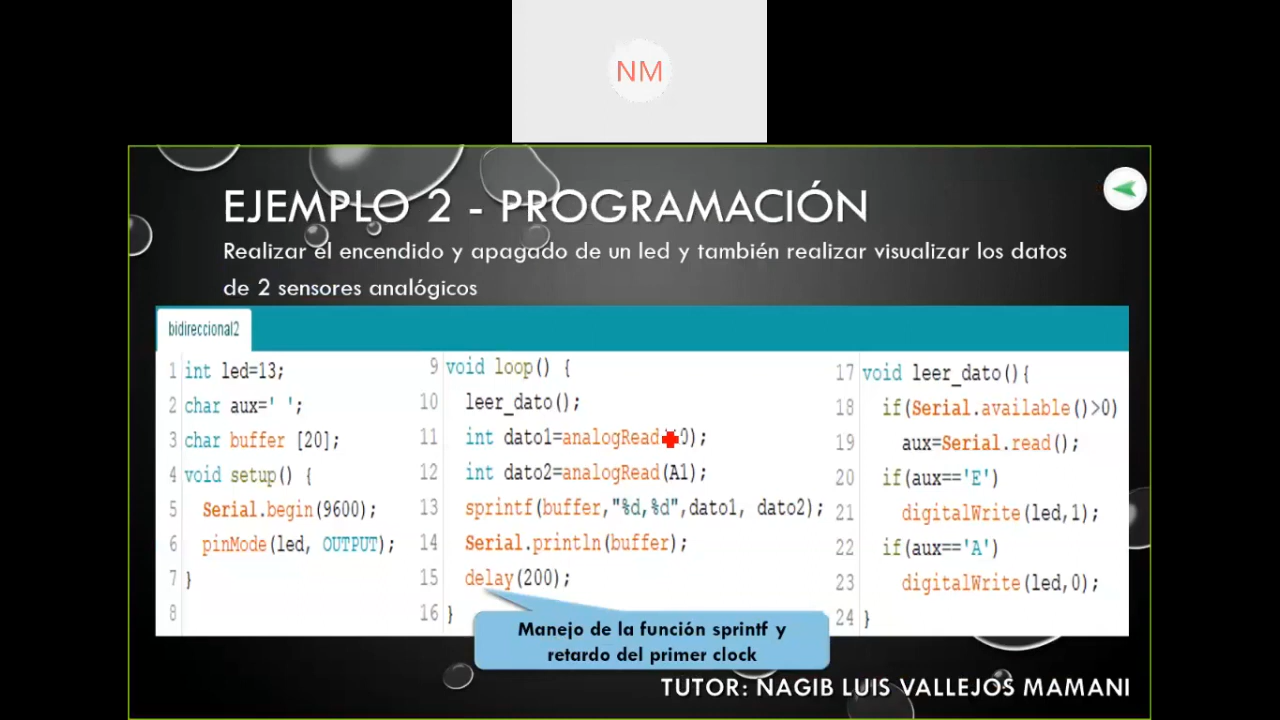 NM
EJEMPLO 2 - PROGRAMACIÓN
Realizar el encendido y apagado de un led y también realizar visualizar los datos
de 2 sensores analógicos
bidireccional2
1 int led=13;
2 char aux=' ';
3 char buffer [20];
4 void setup() {
5 Serial.begin(9600);
6 pinMode(led, OUTPUT);
7 }
8
9 void loop() {
10 leer_dato();
11 int dato1=analogRead 0);
12 int dato2=analogRead(A1);
13 sprintf(buffer,"%d,%d",dato1, dato2);
14 Serial.println(buffer);
15 delay(200);
16 }
17 void leer_dato(){
18 if(Serial.available()>0)
19 aux=Serial.read();
20 if(aux=='E')
21 digitalWrite(led,1);
22 if(aux=='A')
23 digitalWrite(led,0);
24 }
Manejo de la función sprintf y
retardo del primer clock
TUTOR: NAGIB LUIS VALLEJOS MAMANI